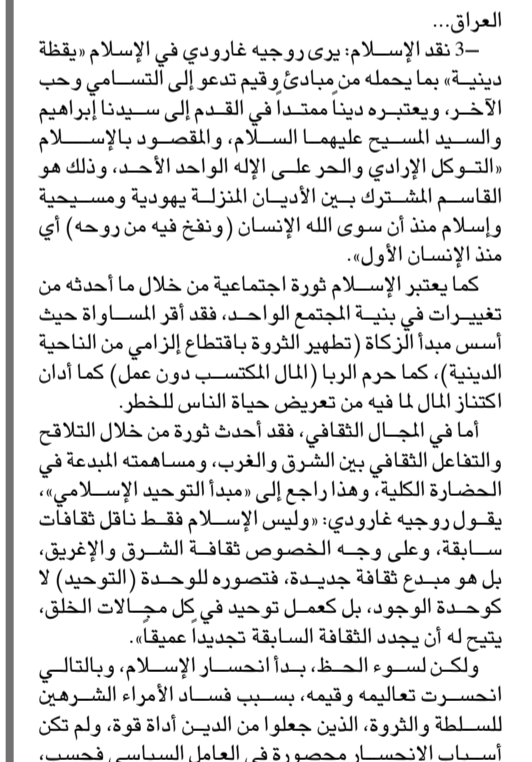 العراق...
–3 نقد الإسلام: يرى روجيه غارودي في الإسلام «يقظة
دينية» بما يحمله من مبادئ وقيم تدعو إلى التسامي وحب
الآخر، ويعتبره ديناً ممتداً في القدم إلى سيدنا إبراهيم
والسيد المسيح عليهما السلام، والمقصود بالإسلام
«التوكل الإرادي والحر على الإله الواحد الأحد، وذلك هو
القاسم المشترك بين الأديان المنزلة يهودية ومسيحية
وإسلام منذ أن سوى الله الإنسان (ونفخ فيه من روحه) أي
منذ الإنسان الأول».
كما يعتبر الإسلام ثورة اجتماعية من خلال ما أحدثه من
تغييرات في بنية المجتمع الواحد، فقد أقر المساواة حيث
أسس مبدأ الزكاة (تطهير الثروة باقتطاع إلزامي من الناحية
الدينية)، كما حرم الربا (المال المكتسب دون عمل) كما أدان
اكتناز المال لما فيه من تعريض حياة الناس للخطر.
أما في المجال الثقافي، فقد أحدث ثورة من خلال التلاقح
والتفاعل الثقافي بين الشرق والغرب، ومساهمته المبدعة في
الحضارة الكلية، وهذا راجع إلى «مبدأ التوحيد الإسلامي»،
يقول روجيه غارودي: «وليس الإسلام فقط ناقل ثقافات
سابقة، وعلى وجه الخصوص ثقافة الشرق والإغريق،
بل هو مبدع ثقافة جديدة، فتصوره للوحدة (التوحيد) لا
كوحدة الوجود، بل كعمل توحيد في كل مجالات الخلق،
يتيح له أن يجدد الثقافة السابقة تجديداً عميقاً».
ولكن لسوء الحظ، بدأ انحسار الإسلام، وبالتالي
انحسرت تعاليمه وقيمه، بسبب فساد الأمراء الشرهين
للسلطة والثروة، الذين جعلوا من الدين أداة قوة، ولم تكن
أسباب الانحسار محصورة في العامل السياسي فحسب،